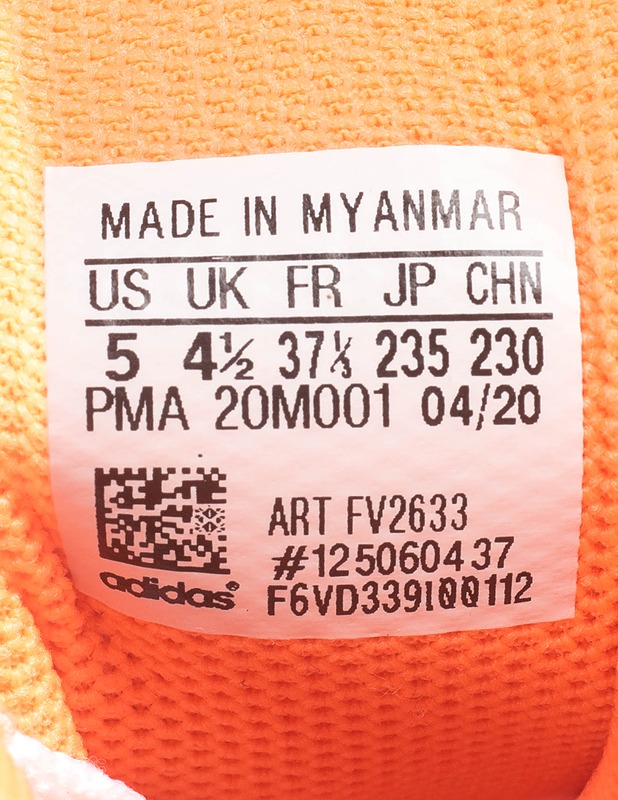 MADE IN MYANMAR
US UK FR JP CHN
5 4½ 37⅓ 235 230
PMA 20M001 04/20
ART FV2633
#125060437
adidas®
F6VD339I00112